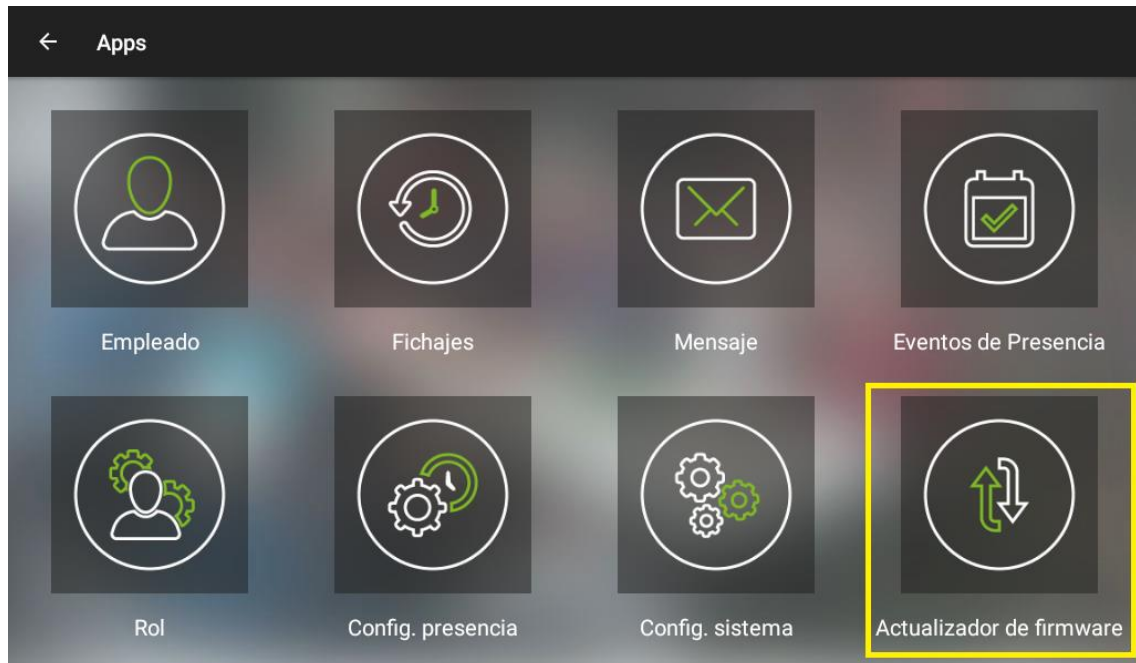 Apps
Empleado
Fichajes
Mensaje
Eventos de Presencia
Rol
Config. presencia
Config. sistema
Actualizador de firmware